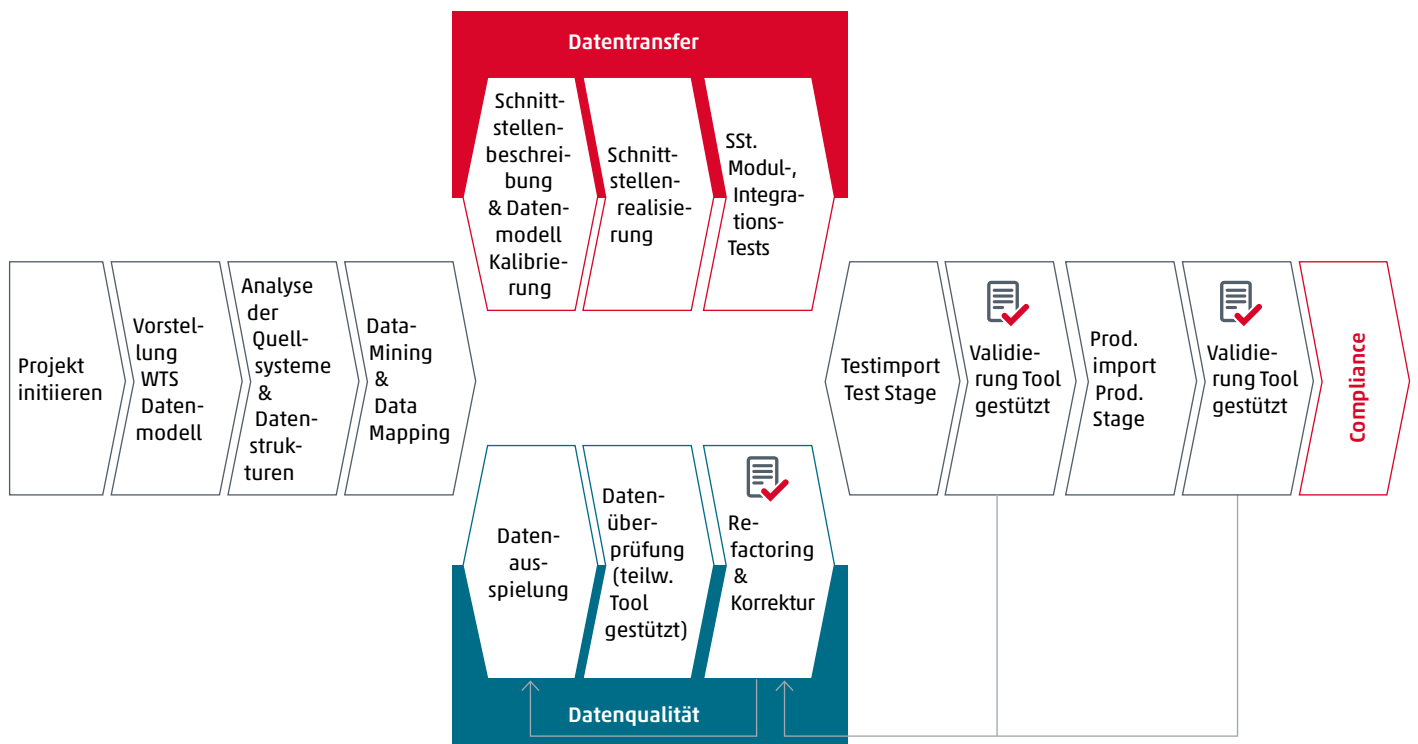 Datentransfer
Schnitt-
stellen-
beschrei-
bung
& Daten-
modell
Kalibrie-
rung
Schnitt-
stellen-
realisie-
rung
SSt.
Modul-,
Integra-
tions-
Tests
Projekt
initiieren
Vorstel-
lung
WTS
Daten-
modell
Analyse
der
Quell-
systeme
&
Daten-
struk-
turen
Data-
Mining
&
Data
Mapping
Testimport
Test Stage
Validie-
rung Tool
gestützt
Prod.
import
Prod.
Stage
Validie-
rung Tool
gestützt
Compliance
Daten-
aus-
spielung
Daten-
über-
prüfung
(teilw.
Tool
gestützt)
Re-
factoring
&
Korrektur
Datenqualität